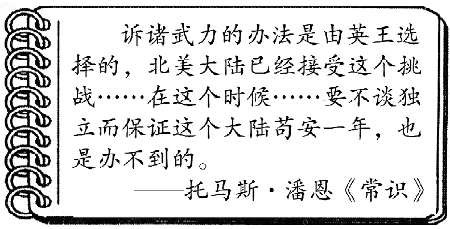 诉诸武力的办法是由英王选
择的，北美大陆已经接受这个挑
战……在这个时候……要不谈独
立而保证这个大陆苟安一年，也
是办不到的。
——托马斯·潘恩《常识》